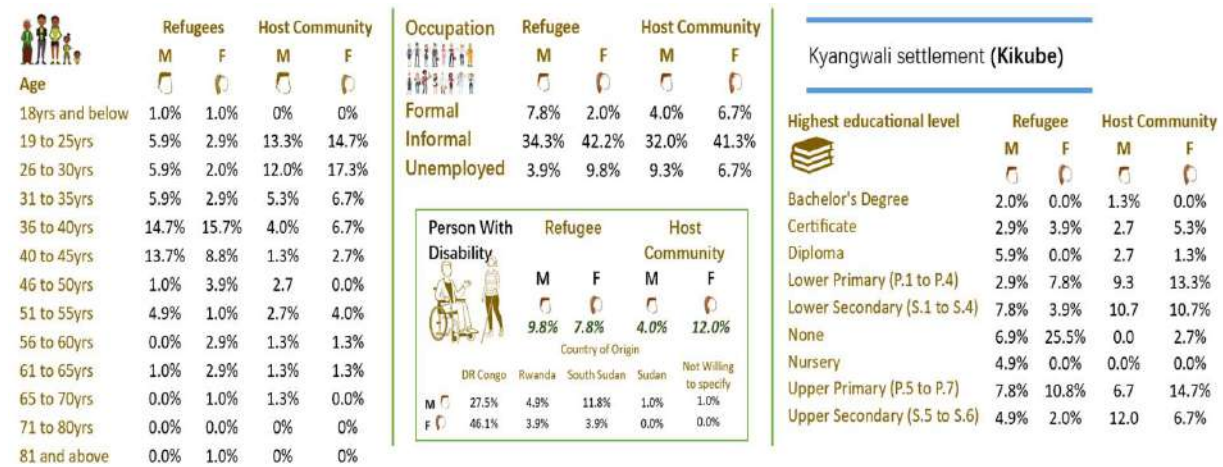 Refugees Host Community
M F M F
Age
18yrs and below 1.0% 1.0% 0% 0%
19 to 25yrs 5.9% 2.9% 13.3% 14.7%
26 to 30yrs 5.9% 2.0% 12.0% 17.3%
31 to 35yrs 5.9% 2.9% 5.3% 6.7%
36 to 40yrs 14.7% 15.7% 4.0% 6.7%
40 to 45yrs 13.7% 8.8% 1.3% 2.7%
46 to 50yrs 1.0% 3.9% 2.7 0.0%
51 to 55yrs 4.9% 1.0% 2.7% 4.0%
56 to 60yrs 0.0% 2.9% 1.3% 1.3%
61 to 65yrs 1.0% 2.9% 1.3% 1.3%
65 to 70yrs 0.0% 1.0% 1.3% 0.0%
71 to 80yrs 0.0% 0.0% 0% 0%
81 and above 0.0% 1.0% 0% 0%
Occupation Refugee Host Community
M F M F
Formal 7.8% 2.0% 4.0% 6.7%
Informal 34.3% 42.2% 32.0% 41.3%
Unemployed 3.9% 9.8% 9.3% 6.7%
Person With Refugee Host
Disability Community
M F M F
9.8% 7.8% 4.0% 12.0%
Country of Origin
DR Congo Rwanda South Sudan Sudan Not Willing
to specify
M 27.5% 4.9% 11.8% 1.0% 1.0%
F 46.1% 3.9% 3.9% 0.0% 0.0%
Kyangwali settlement (Kikube)
Highest educational level Refugee Host Community
M F M F
Bachelor's Degree 2.0% 0.0% 1.3% 0.0%
Certificate 2.9% 3.9% 2.7 5.3%
Diploma 5.9% 0.0% 2.7 1.3%
Lower Primary (P.1 to P.4) 2.9% 7.8% 9.3 13.3%
Lower Secondary (S.1 to S.4) 7.8% 3.9% 10.7 10.7%
None 6.9% 25.5% 0.0 2.7%
Nursery 4.9% 0.0% 0.0% 0.0%
Upper Primary (P.5 to P.7) 7.8% 10.8% 6.7 14.7%
Upper Secondary (S.5 to S.6) 4.9% 2.0% 12.0 6.7%